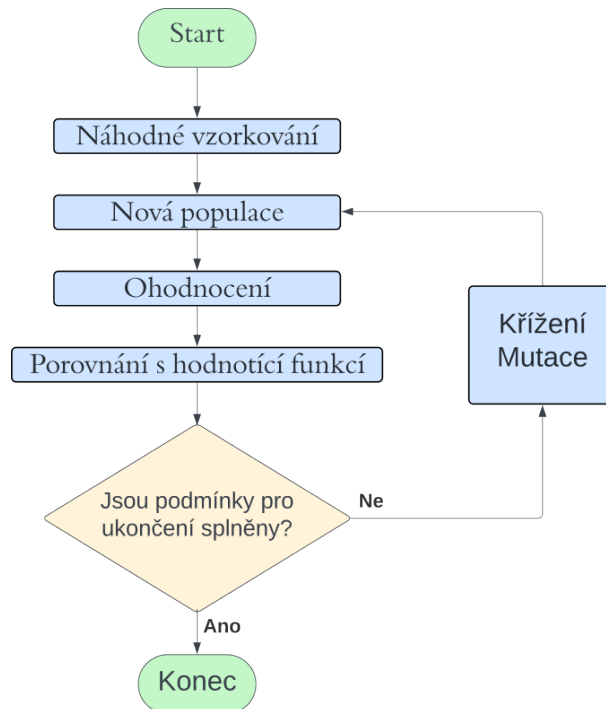 Start
Náhodné vzorkování
Nová populace
Ohodnocení
Porovnání s hodnotící funkcí
Křížení
Mutace
Jsou podmínky pro
ukončení splněny?
Ne
Ano
Konec